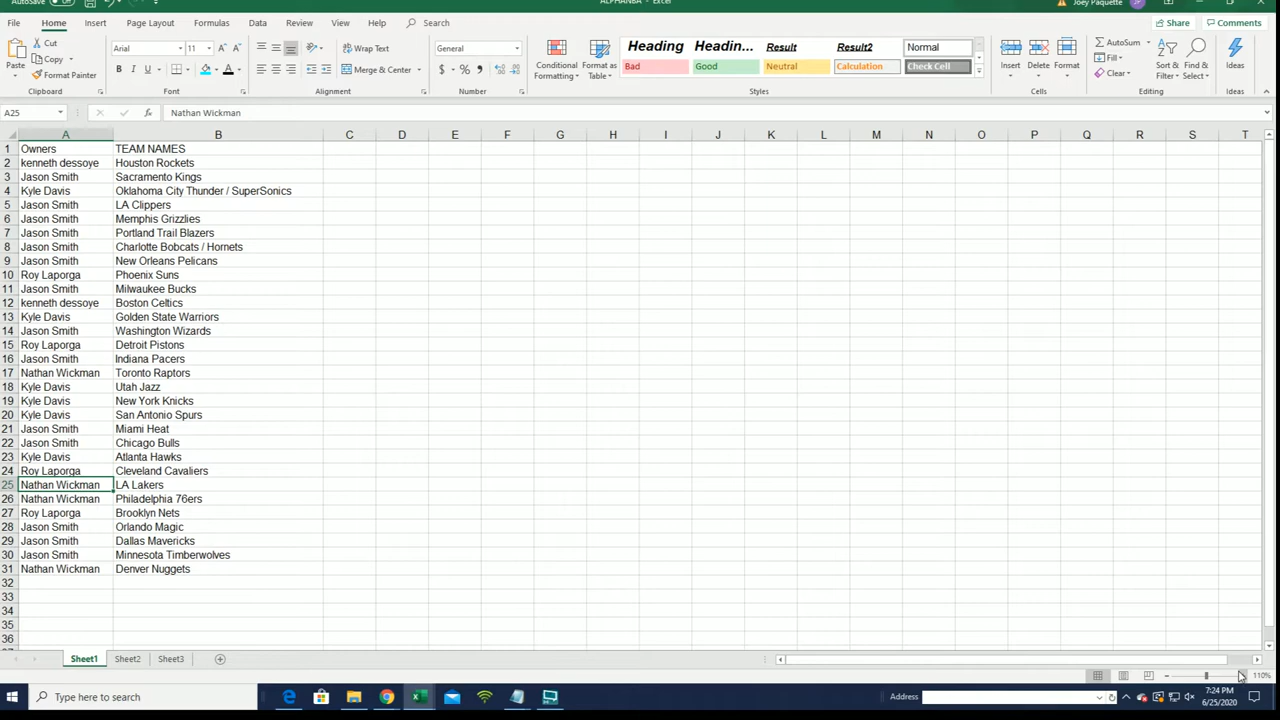 AutoSave Off ALPHANBA - Excel Joey Paquette JP
File Home Insert Page Layout Formulas Data Review View Help Search Share Comments
Paste Cut Copy Format Painter Clipboard
Arial 11 A A B I U A Font
Wrap Text Merge & Center Alignment
General $ % , Number
Conditional Formatting Format as Table
Heading Headin... Result Result2 Normal
Bad Good Neutral Calculation Check Cell
Styles
Insert Delete Format Cells
AutoSum Fill Clear Sort & Filter Find & Select Editing
Ideas Ideas
A25 fx Nathan Wickman
A B C D E F G H I J K L M N O P Q R S T
1 Owners TEAM NAMES
2 kenneth dessoye Houston Rockets
3 Jason Smith Sacramento Kings
4 Kyle Davis Oklahoma City Thunder / SuperSonics
5 Jason Smith LA Clippers
6 Jason Smith Memphis Grizzlies
7 Jason Smith Portland Trail Blazers
8 Jason Smith Charlotte Bobcats / Hornets
9 Jason Smith New Orleans Pelicans
10 Roy Laporga Phoenix Suns
11 Jason Smith Milwaukee Bucks
12 kenneth dessoye Boston Celtics
13 Kyle Davis Golden State Warriors
14 Jason Smith Washington Wizards
15 Roy Laporga Detroit Pistons
16 Jason Smith Indiana Pacers
17 Nathan Wickman Toronto Raptors
18 Kyle Davis Utah Jazz
19 Kyle Davis New York Knicks
20 Kyle Davis San Antonio Spurs
21 Jason Smith Miami Heat
22 Jason Smith Chicago Bulls
23 Kyle Davis Atlanta Hawks
24 Roy Laporga Cleveland Cavaliers
25 Nathan Wickman LA Lakers
26 Nathan Wickman Philadelphia 76ers
27 Roy Laporga Brooklyn Nets
28 Jason Smith Orlando Magic
29 Jason Smith Dallas Mavericks
30 Jason Smith Minnesota Timberwolves
31 Nathan Wickman Denver Nuggets
32
33
34
35
36
Sheet1 Sheet2 Sheet3
110%
Type here to search Address 7:24 PM
6/25/2020